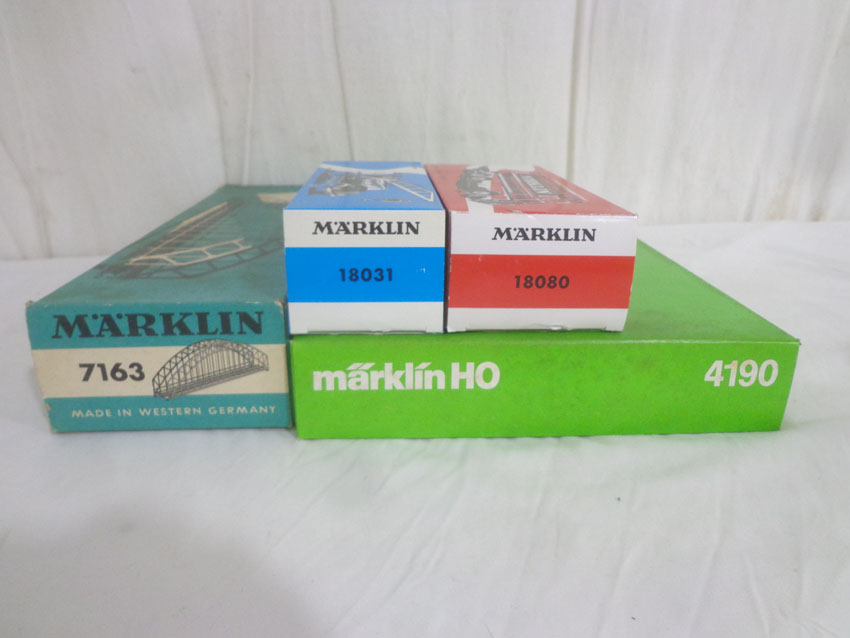 MÄRKLIN
7163
MADE IN WESTERN GERMANY
MÄRKLIN
18031
MÄRKLIN
18080
märklin HO
4190